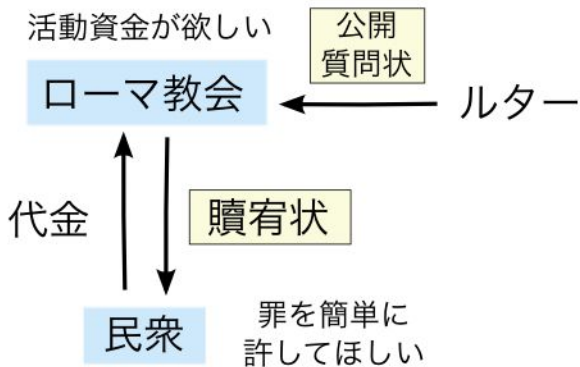 活動資金が欲しい
公開
質問状
ローマ教会
ルター
代金
贖宥状
民衆
罪を簡単に
許してほしい